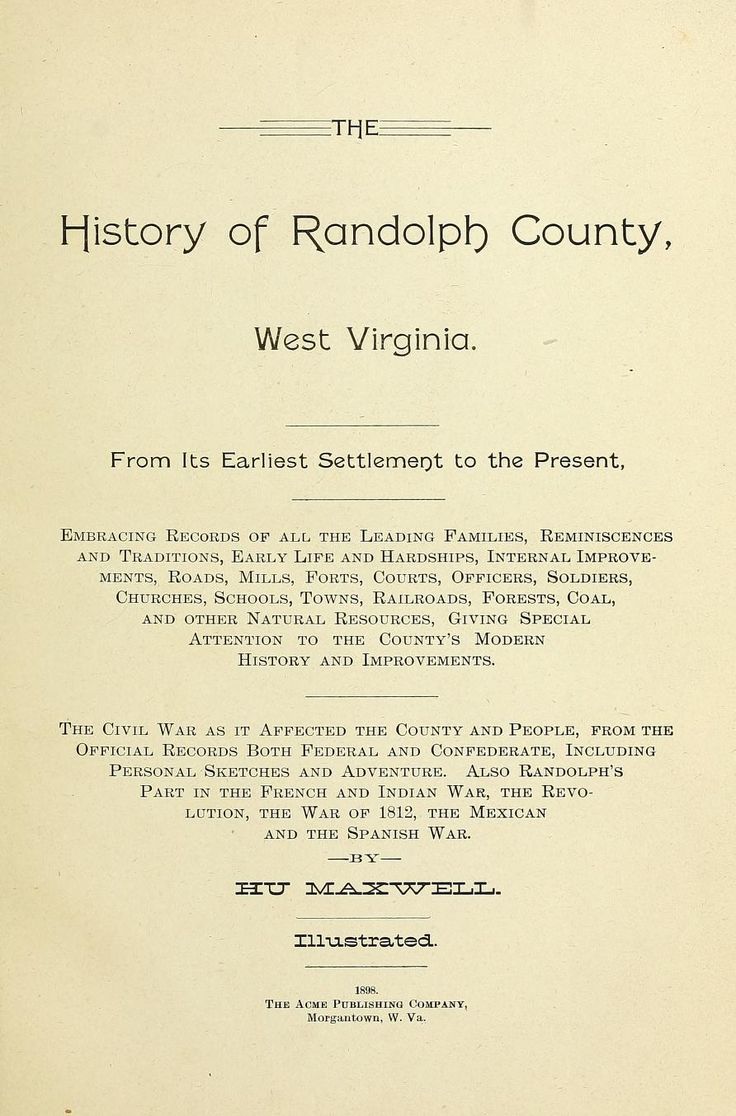 THE
History of Randolph County,
West Virginia.
From Its Earliest Settlement to the Present,
Embracing Records of all the Leading Families, Reminiscences
and Traditions, Early Life and Hardships, Internal Improve-
ments, Roads, Mills, Forts, Courts, Officers, Soldiers,
Churches, Schools, Towns, Railroads, Forests, Coal,
and other Natural Resources, Giving Special
Attention to the County's Modern
History and Improvements.
The Civil War as it Affected the County and People, from the
Official Records Both Federal and Confederate, Including
Personal Sketches and Adventure. Also Randolph's
Part in the French and Indian War, the Revo-
lution, the War of 1812, the Mexican
and the Spanish War.
—BY—
HU MAXWELL.
Illustrated.
1898.
The Acme Publishing Company,
Morgantown, W. Va.